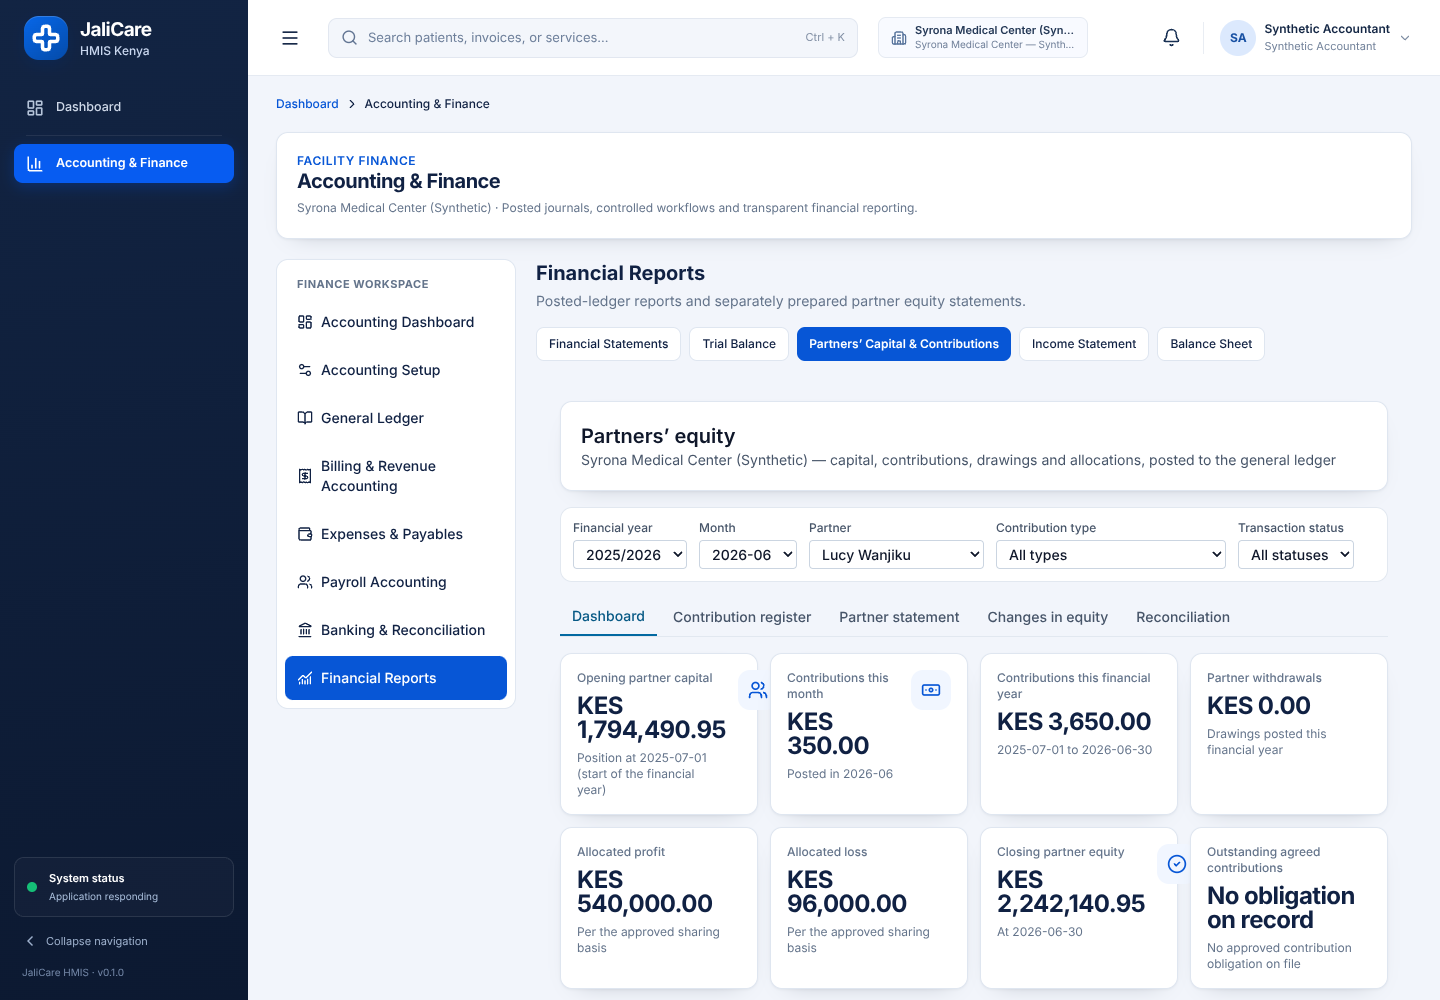 JaliCare
HMIS Kenya
Search patients, invoices, or services...
Ctrl + K
Syrona Medical Center (Syn...
Syrona Medical Center — Synth...
SA
Synthetic Accountant
Synthetic Accountant
Dashboard
Accounting & Finance
System status
Application responding
Collapse navigation
JaliCare HMIS · v0.1.0
Dashboard > Accounting & Finance
FACILITY FINANCE
Accounting & Finance
Syrona Medical Center (Synthetic) · Posted journals, controlled workflows and transparent financial reporting.
FINANCE WORKSPACE
Accounting Dashboard
Accounting Setup
General Ledger
Billing & Revenue
Accounting
Expenses & Payables
Payroll Accounting
Banking & Reconciliation
Financial Reports
Financial Reports
Posted-ledger reports and separately prepared partner equity statements.
Financial Statements
Trial Balance
Partners’ Capital & Contributions
Income Statement
Balance Sheet
Partners’ equity
Syrona Medical Center (Synthetic) — capital, contributions, drawings and allocations, posted to the general ledger
Financial year
2025/2026
Month
2026-06
Partner
Lucy Wanjiku
Contribution type
All types
Transaction status
All statuses
Dashboard
Contribution register
Partner statement
Changes in equity
Reconciliation
Opening partner capital
KES
1,794,490.95
Position at 2025-07-01
(start of the financial
year)
Contributions this
month
KES
350.00
Posted in 2026-06
Contributions this financial
year
KES 3,650.00
2025-07-01 to 2026-06-30
Partner withdrawals
KES 0.00
Drawings posted this
financial year
Allocated profit
KES
540,000.00
Per the approved sharing
basis
Allocated loss
KES
96,000.00
Per the approved sharing
basis
Closing partner equity
KES
2,242,140.95
At 2026-06-30
Outstanding agreed
contributions
No obligation
on record
No approved contribution
obligation on file